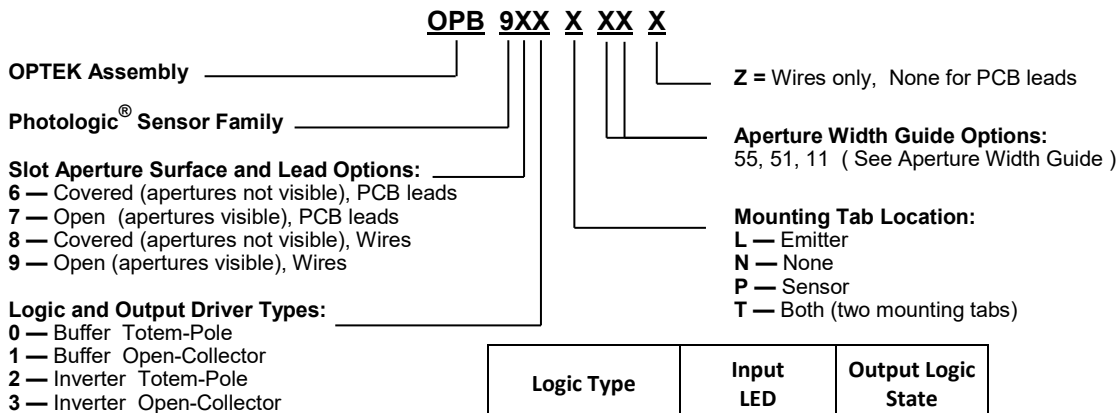 OPB 9XX X XX X
OPTEK Assembly
Photologic® Sensor Family
Slot Aperture Surface and Lead Options:
6 — Covered (apertures not visible), PCB leads
7 — Open (apertures visible), PCB leads
8 — Covered (apertures not visible), Wires
9 — Open (apertures visible), Wires
Logic and Output Driver Types:
0 — Buffer Totem-Pole
1 — Buffer Open-Collector
2 — Inverter Totem-Pole
3 — Inverter Open-Collector
Z = Wires only, None for PCB leads
Aperture Width Guide Options:
55, 51, 11 ( See Aperture Width Guide )
Mounting Tab Location:
L — Emitter
N — None
P — Sensor
T — Both (two mounting tabs)
Logic Type
Input
LED
Output Logic
State